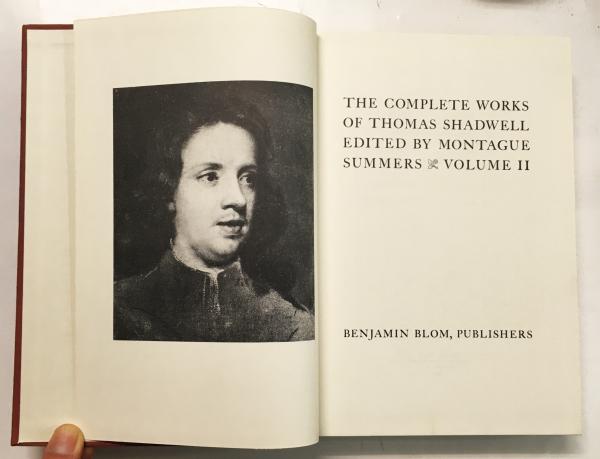 THE COMPLETE WORKS
OF THOMAS SHADWELL
EDITED BY MONTAGUE
SUMMERS VOLUME II
BENJAMIN BLOM, PUBLISHERS